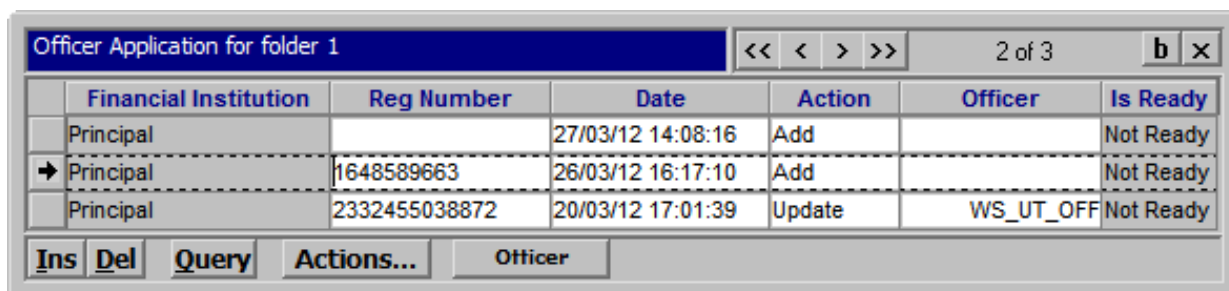 Officer Application for folder 1 << < > >> 2 of 3 b x
Financial Institution Reg Number Date Action Officer Is Ready
Principal 27/03/12 14:08:16 Add Not Ready
Principal 1648589663 26/03/12 16:17:10 Add Not Ready
Principal 2332455038872 20/03/12 17:01:39 Update WS_UT_OFF Not Ready
Ins Del Query Actions... Officer